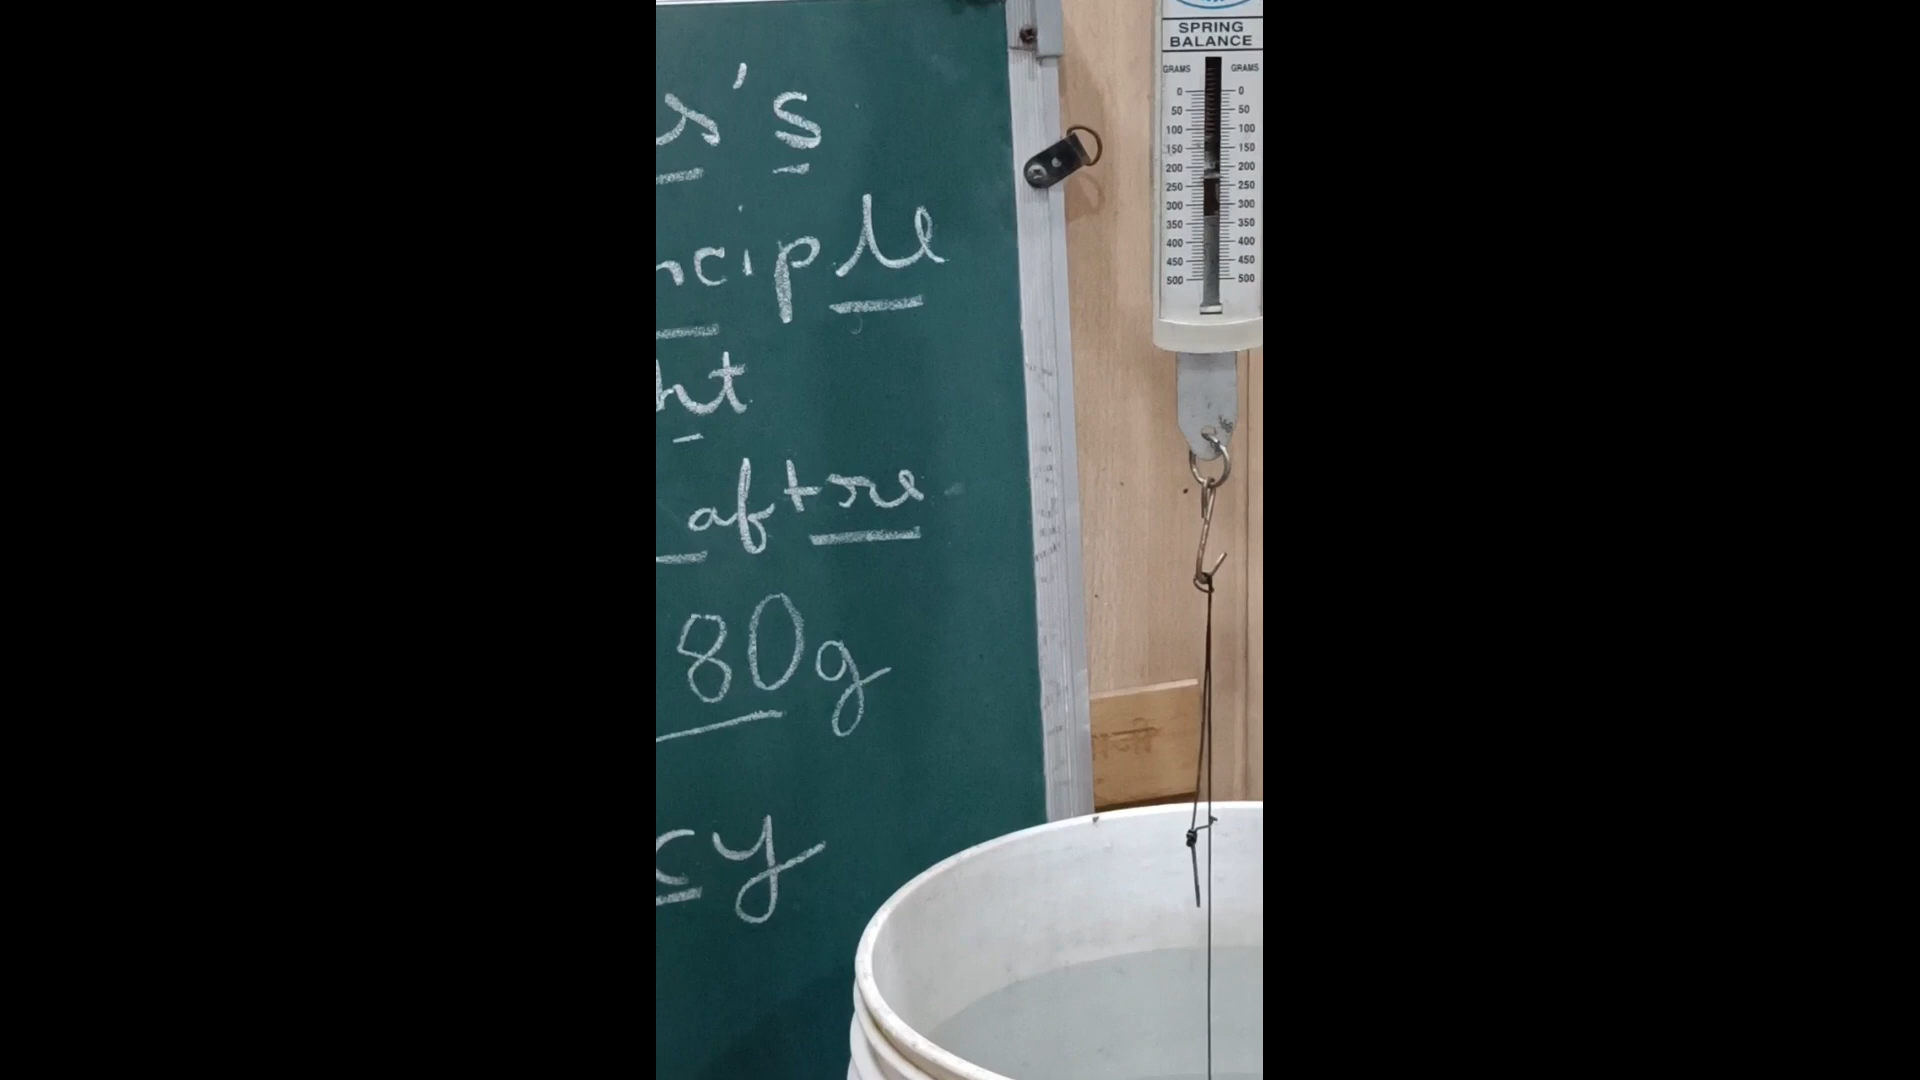 's
nciple
ht
aftre
80g
cy
SPRING
BALANCE
GRAMS GRAMS
0 0
50 50
100 100
150 150
200 200
250 250
300 300
350 350
400 400
450 450
500 500